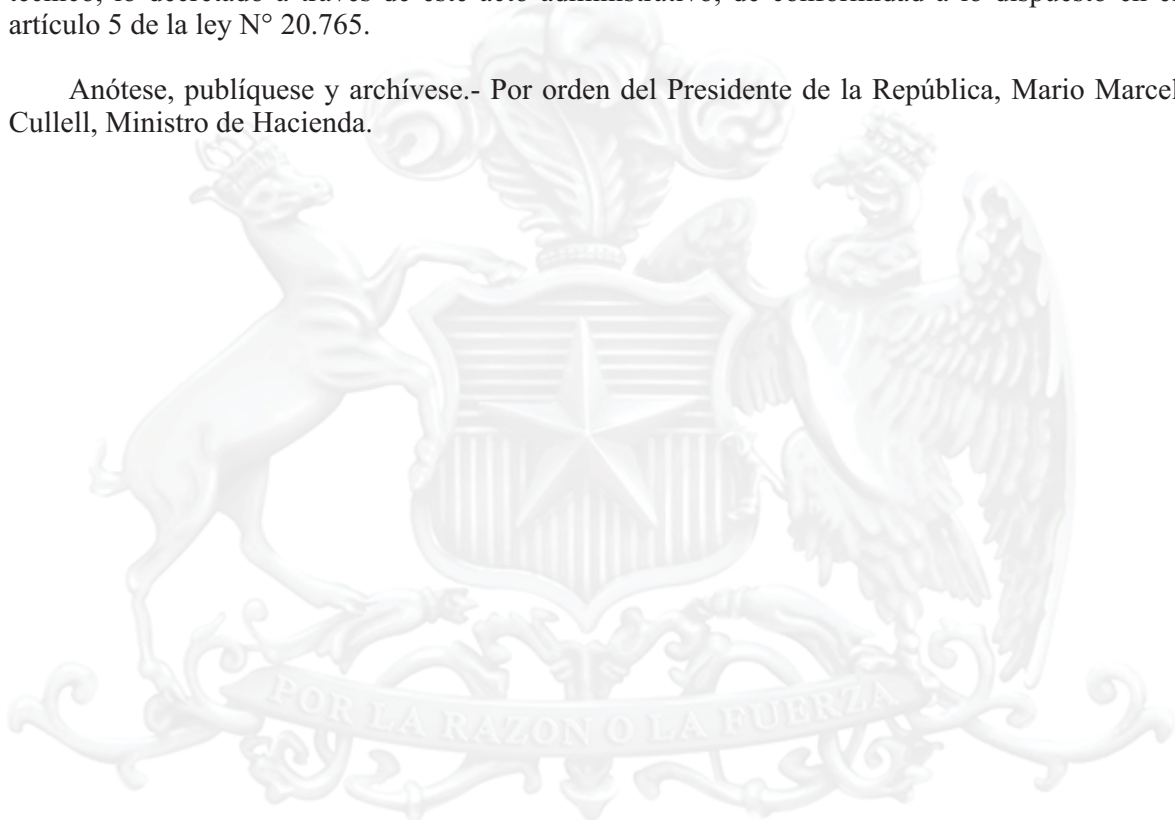 técnico, lo decretado a través de este acto administrativo, de conformidad a lo dispuesto en el
artículo 5 de la ley N° 20.765.
Anótese, publíquese y archívese.- Por orden del Presidente de la República, Mario Marcel
Cullell, Ministro de Hacienda.
POR LA RAZON O LA FUERZA